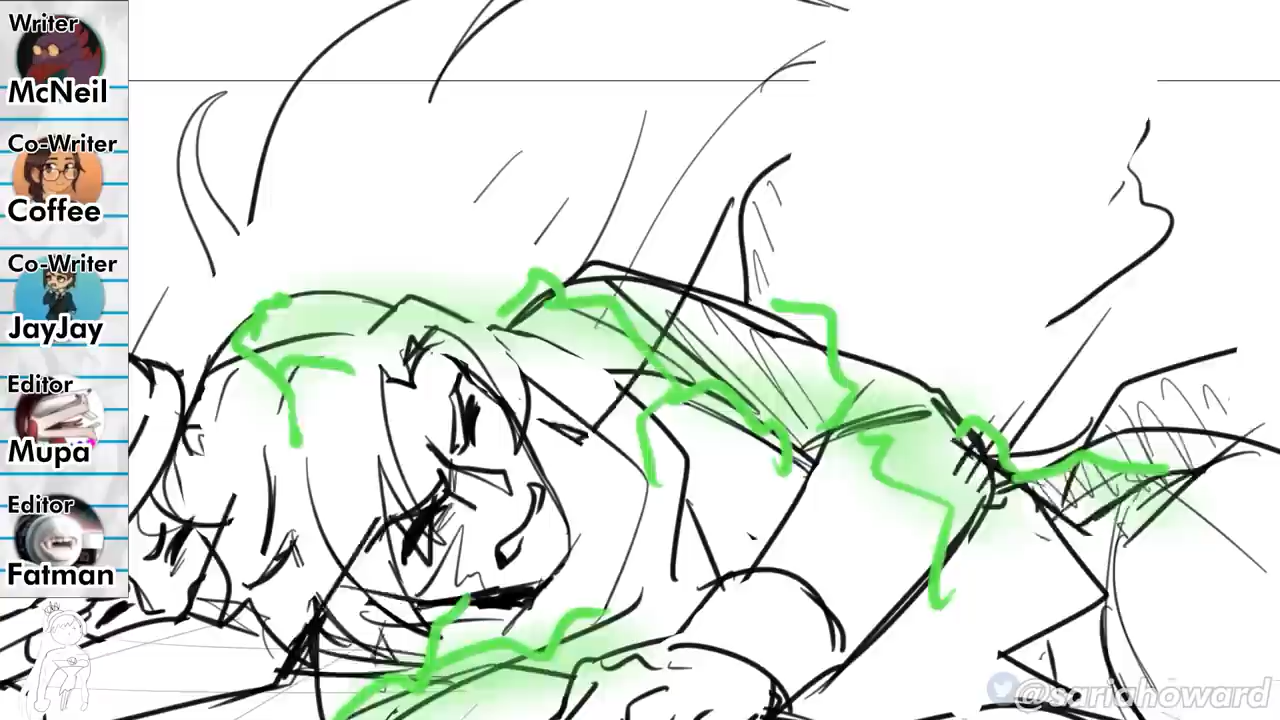 Writer
McNeil
Co-Writer
Coffee
Co-Writer
JayJay
Editor
Mupa
Editor
Fatman
@sariahoward